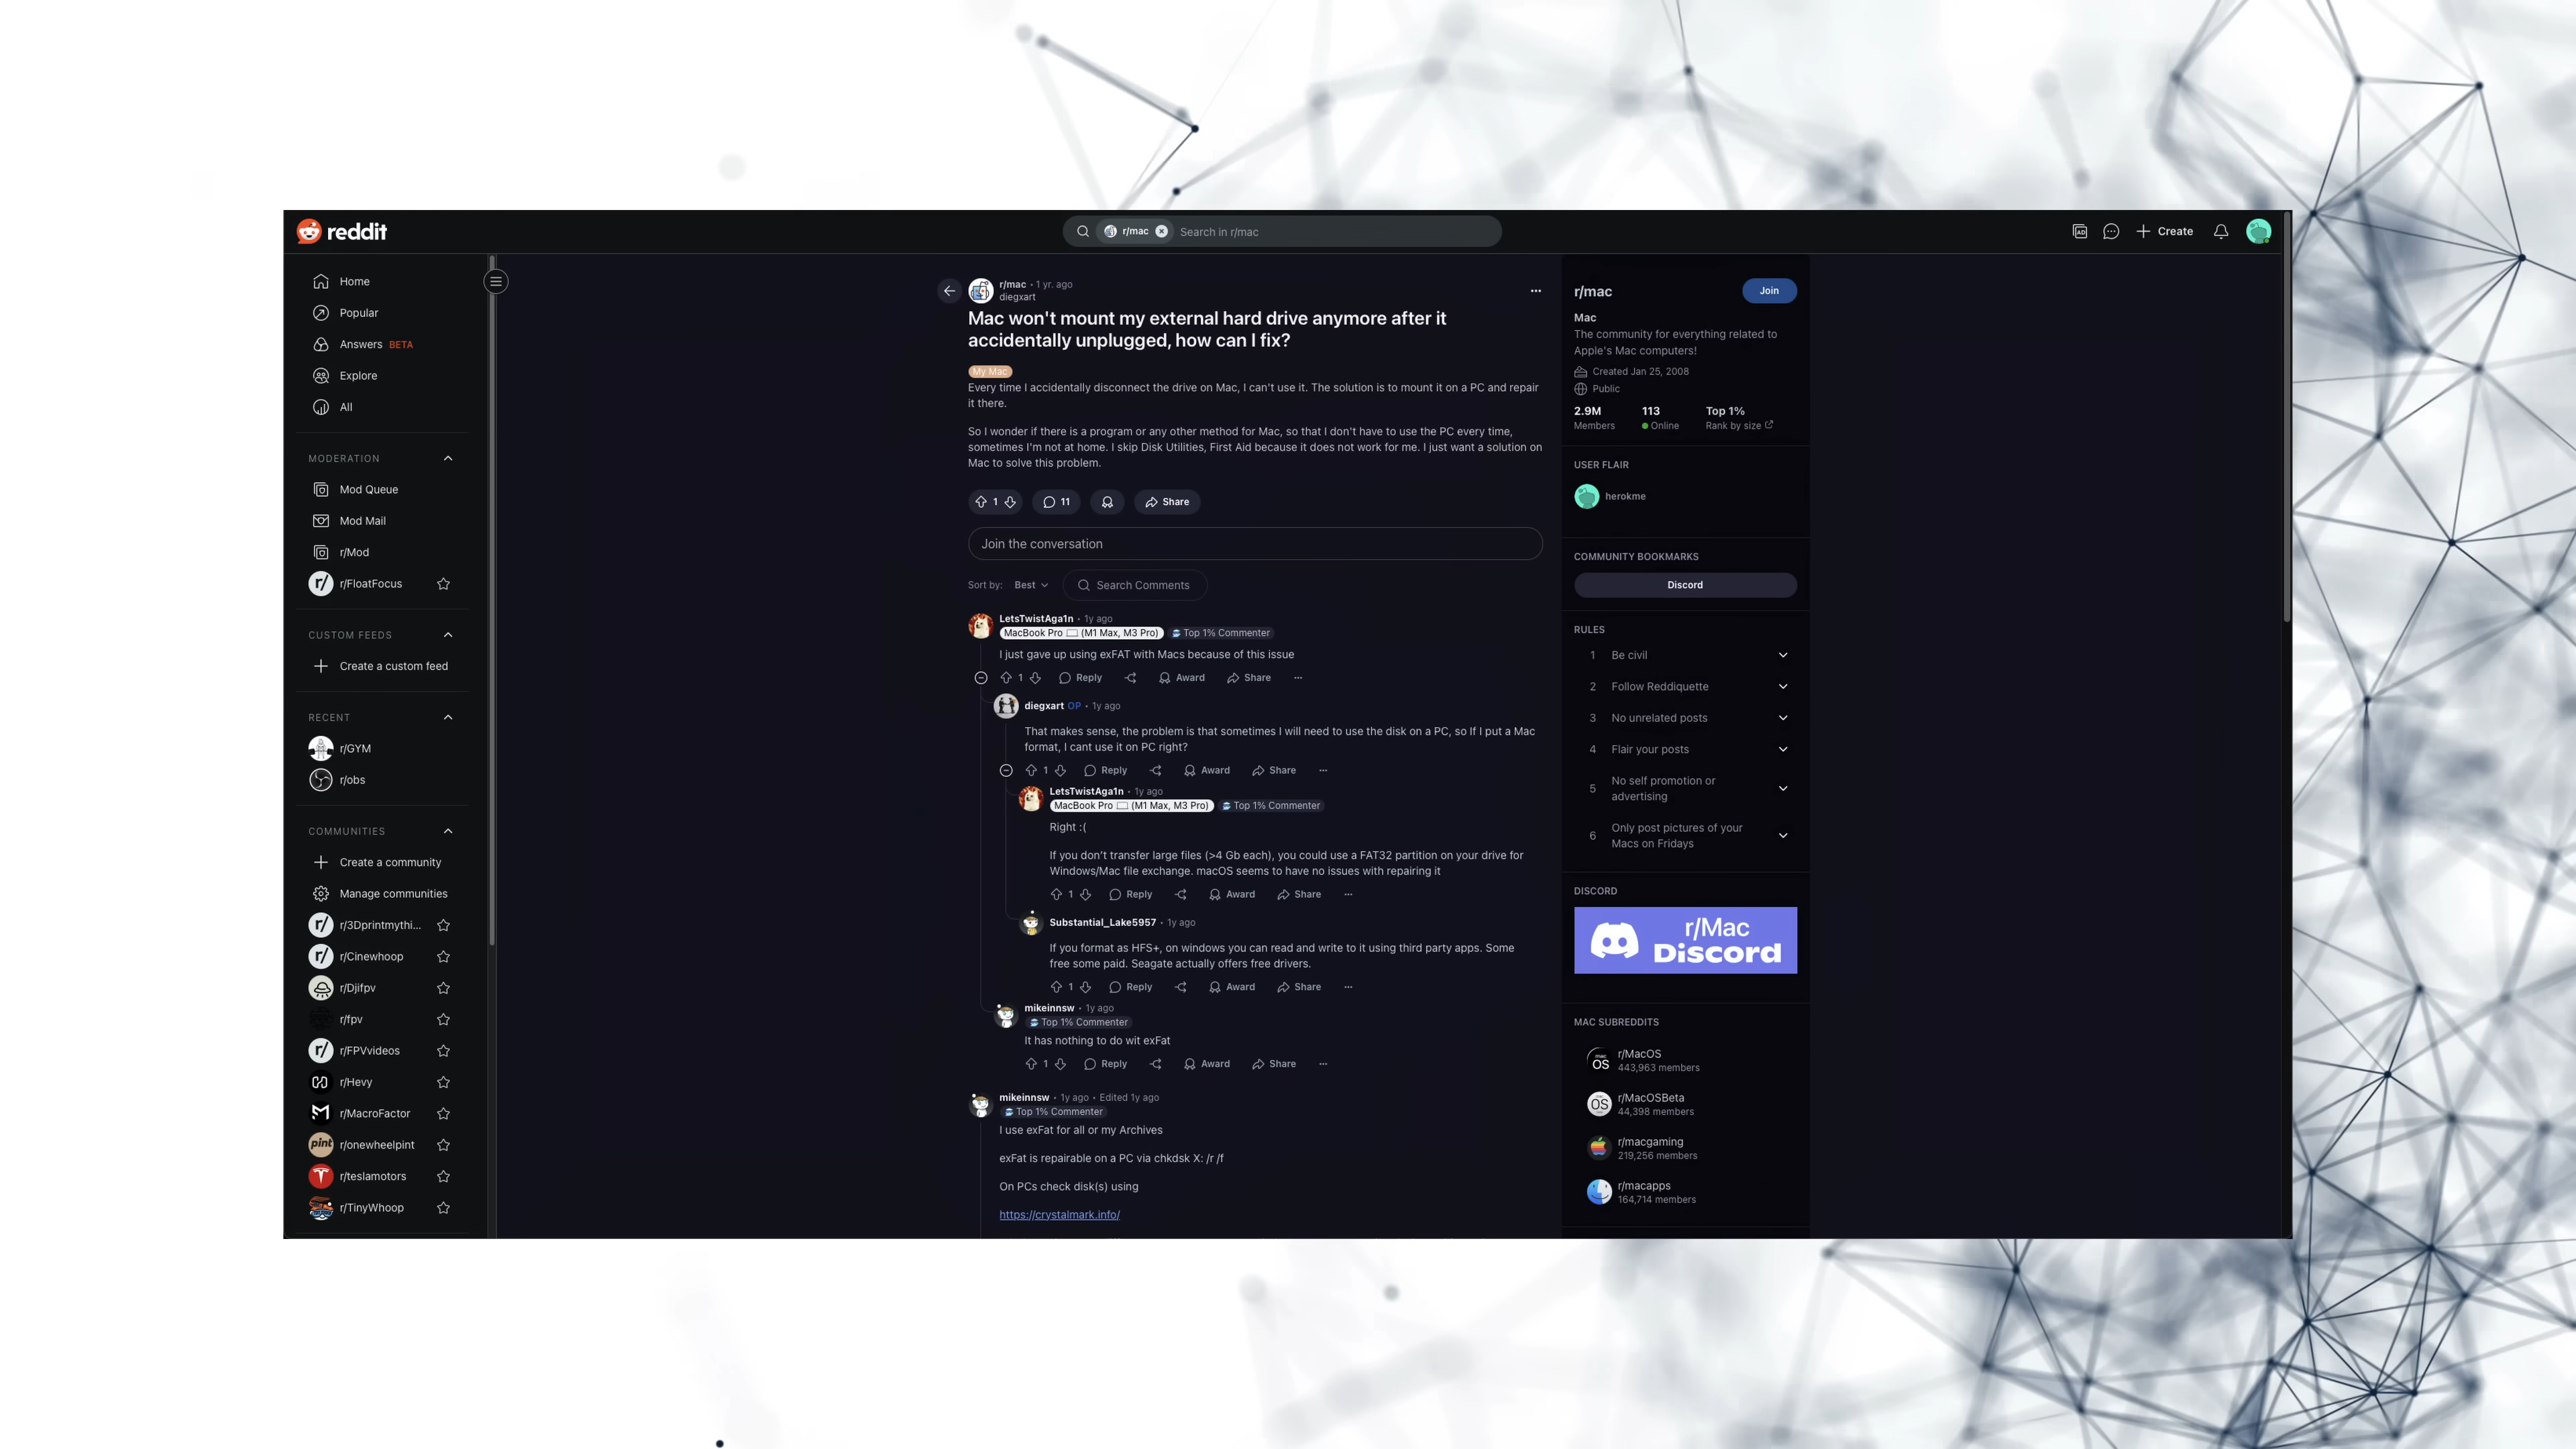 reddit
r/mac
Search in r/mac
Create
Home
Popular
Answers BETA
Explore
All
MODERATION
Mod Queue
Mod Mail
r/Mod
r/FloatFocus
CUSTOM FEEDS
Create a custom feed
RECENT
r/GYM
r/obs
COMMUNITIES
Create a community
Manage communities
r/3Dprintmythi...
r/Cinewhoop
r/Djifpv
r/fpv
r/FPVvideos
r/Hevy
r/MacroFactor
r/onewheelpint
r/teslamotors
r/TinyWhoop
r/mac • 1 yr. ago
diegxart
Mac won't mount my external hard drive anymore after it
accidentally unplugged, how can I fix?
My Mac
Every time I accidentally disconnect the drive on Mac, I can't use it. The solution is to mount it on a PC and repair
it there.
So I wonder if there is a program or any other method for Mac, so that I don't have to use the PC every time,
sometimes I'm not at home. I skip Disk Utilities, First Aid because it does not work for me. I just want a solution on
Mac to solve this problem.
1
11
Share
Join the conversation
Sort by: Best
Search Comments
LetsTwistAga1n • 1y ago
MacBook Pro 💻 (M1 Max, M3 Pro) Top 1% Commenter
I just gave up using exFAT with Macs because of this issue
1 Reply Award Share
diegxart OP • 1y ago
That makes sense, the problem is that sometimes I will need to use the disk on a PC, so If I put a Mac
format, I cant use it on PC right?
1 Reply Award Share
LetsTwistAga1n • 1y ago
MacBook Pro 💻 (M1 Max, M3 Pro) Top 1% Commenter
Right :(
If you don't transfer large files (>4 Gb each), you could use a FAT32 partition on your drive for
Windows/Mac file exchange. macOS seems to have no issues with repairing it
1 Reply Award Share
Substantial_Lake5957 • 1y ago
If you format as HFS+, on windows you can read and write to it using third party apps. Some
free some paid. Seagate actually offers free drivers.
1 Reply Award Share
mikeinnsw • 1y ago
Top 1% Commenter
It has nothing to do wit exFat
1 Reply Award Share
mikeinnsw • 1y ago • Edited 1y ago
Top 1% Commenter
I use exFat for all or my Archives
exFat is repairable on a PC via chkdsk X: /r /f
On PCs check disk(s) using
https://crystalmark.info/
r/mac
Join
Mac
The community for everything related to
Apple's Mac computers!
Created Jan 25, 2008
Public
2.9M 113 Top 1%
Members Online Rank by size
USER FLAIR
herokme
COMMUNITY BOOKMARKS
Discord
RULES
1 Be civil
2 Follow Reddiquette
3 No unrelated posts
4 Flair your posts
5 No self promotion or
advertising
6 Only post pictures of your
Macs on Fridays
DISCORD
r/Mac
Discord
MAC SUBREDDITS
r/MacOS
443,963 members
r/MacOSBeta
44,398 members
r/macgaming
219,256 members
r/macapps
164,714 members